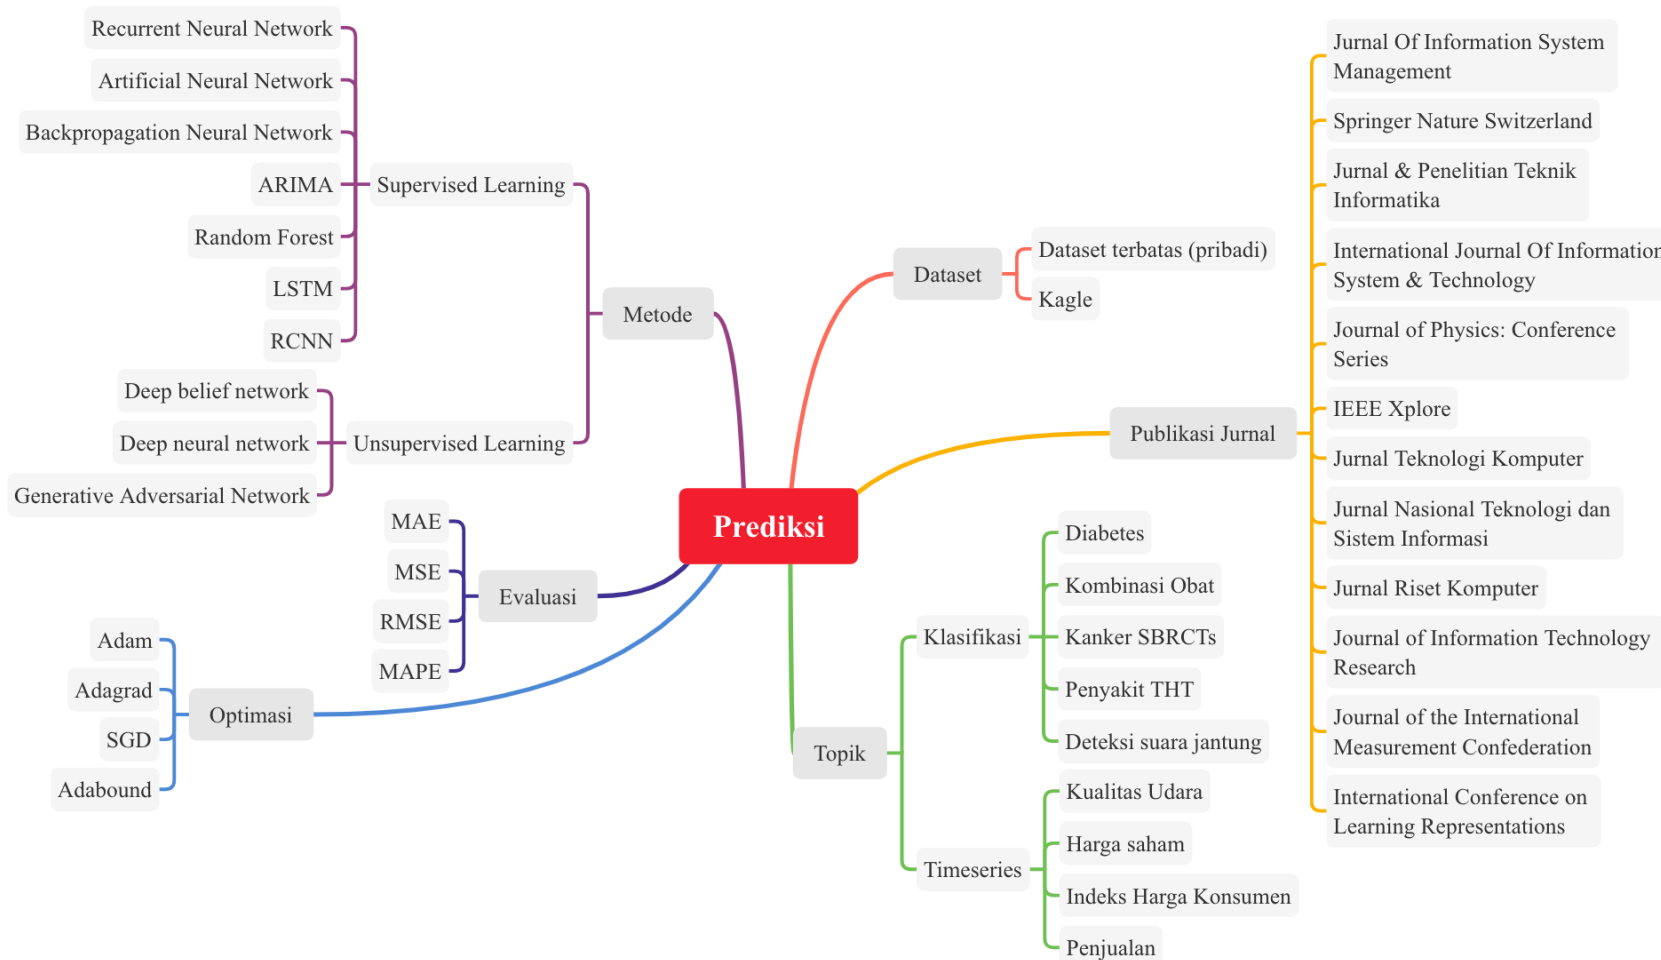 Recurrent Neural Network
Artificial Neural Network
Backpropagation Neural Network
ARIMA
Random Forest
LSTM
RCNN
Supervised Learning
Deep belief network
Deep neural network
Generative Adversarial Network
Unsupervised Learning
Metode
MAE
MSE
RMSE
MAPE
Evaluasi
Adam
Adagrad
SGD
Adabound
Optimasi
Prediksi
Dataset
Dataset terbatas (pribadi)
Kagle
Publikasi Jurnal
Jurnal Of Information System
Management
Springer Nature Switzerland
Jurnal & Penelitian Teknik
Informatika
International Journal Of Information
System & Technology
Journal of Physics: Conference
Series
IEEE Xplore
Jurnal Teknologi Komputer
Jurnal Nasional Teknologi dan
Sistem Informasi
Jurnal Riset Komputer
Journal of Information Technology
Research
Journal of the International
Measurement Confederation
International Conference on
Learning Representations
Topik
Klasifikasi
Diabetes
Kombinasi Obat
Kanker SBRCTs
Penyakit THT
Deteksi suara jantung
Timeseries
Kualitas Udara
Harga saham
Indeks Harga Konsumen
Penjualan